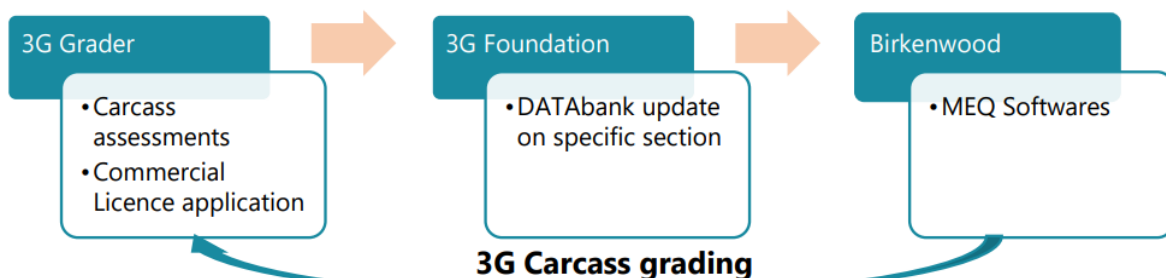 3G Grader
• Carcass
assessments
• Commercial
Licence application
3G Foundation
• DATAbank update
on specific section
Birkenwood
• MEQ Softwares
3G Carcass grading